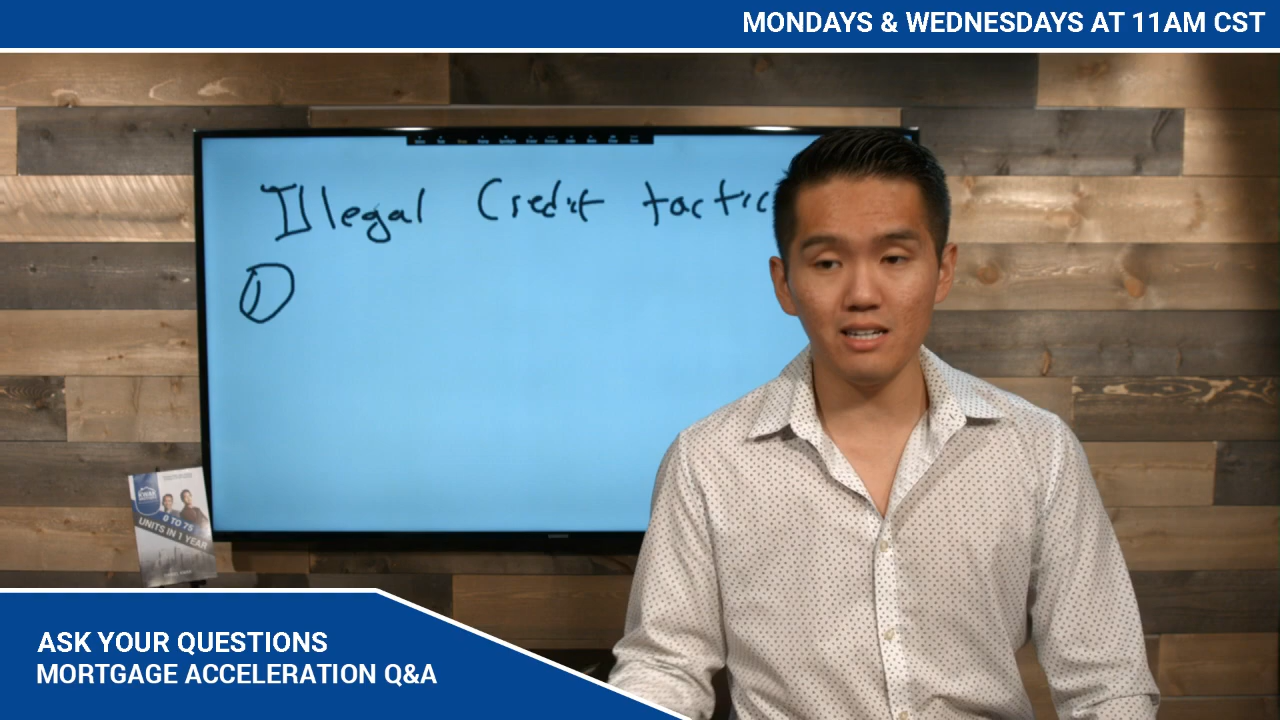 MONDAYS & WEDNESDAYS AT 11AM CST
Illegal Credit tactic
①
0 TO 75
UNITS IN 1 YEAR
ASK YOUR QUESTIONS
MORTGAGE ACCELERATION Q&A